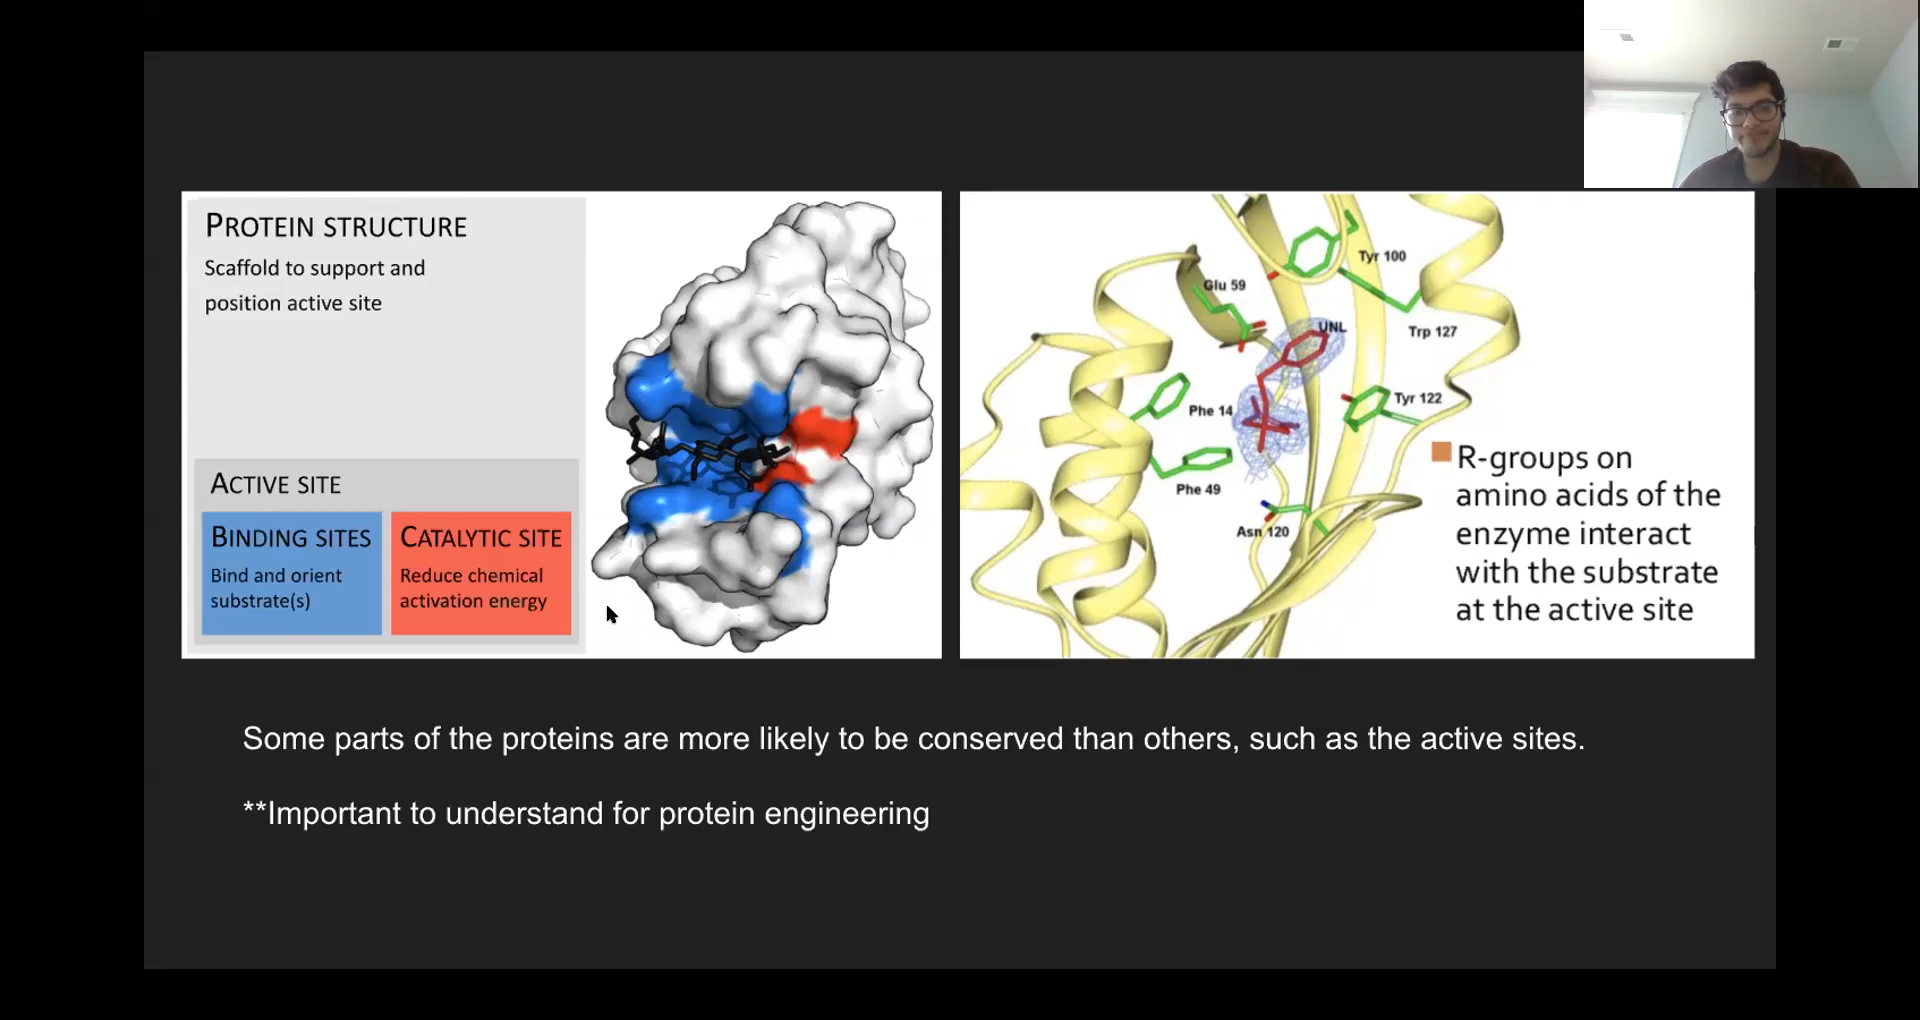 PROTEIN STRUCTURE
Scaffold to support and
position active site
ACTIVE SITE
BINDING SITES
Bind and orient
substrate(s)
CATALYTIC SITE
Reduce chemical
activation energy
Tyr 100
Glu 59
UNL
Trp 127
Phe 14
Tyr 122
Phe 49
Asn 120
R-groups on
amino acids of the
enzyme interact
with the substrate
at the active site
Some parts of the proteins are more likely to be conserved than others, such as the active sites.
**Important to understand for protein engineering